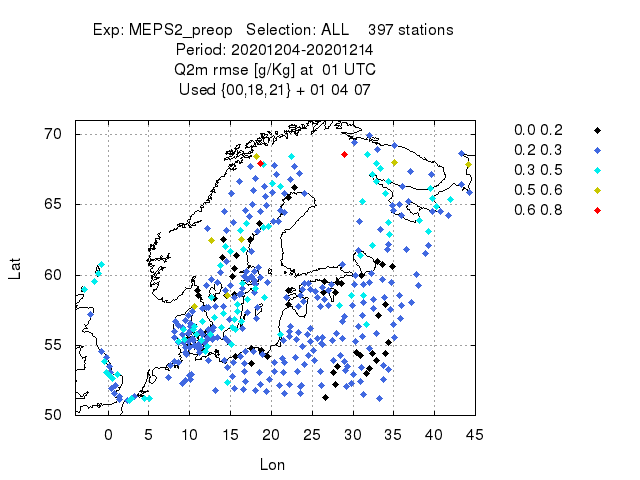 Exp: MEPS2_preop   Selection: ALL    397 stations
Period: 20201204-20201214
Q2m rmse [g/Kg] at  01 UTC
Used {00,18,21} + 01 04 07
0.0 0.2
0.2 0.3
0.3 0.5
0.5 0.6
0.6 0.8
70
65
60
55
50
Lat
0 5 10 15 20 25 30 35 40 45
Lon